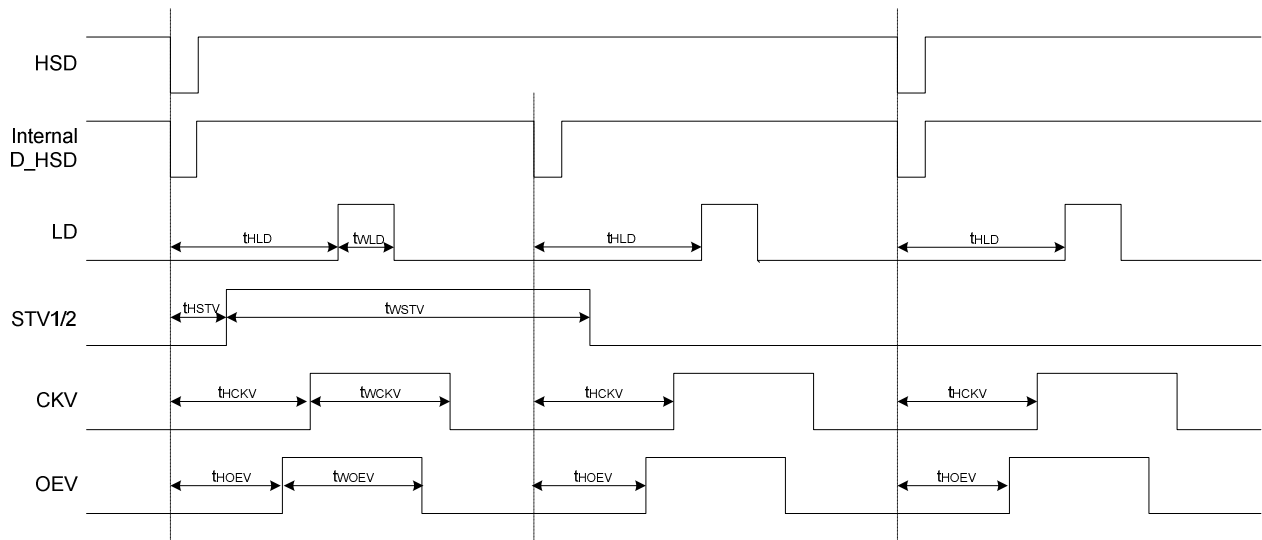 HSD
Internal
D_HSD
LD
tHLD
tWLD
tHLD
tHLD
STV1/2
tHSTV
tWSTV
CKV
tHCKV
tWCKV
tHCKV
tHCKV
OEV
tHOEV
tWOEV
tHOEV
tHOEV